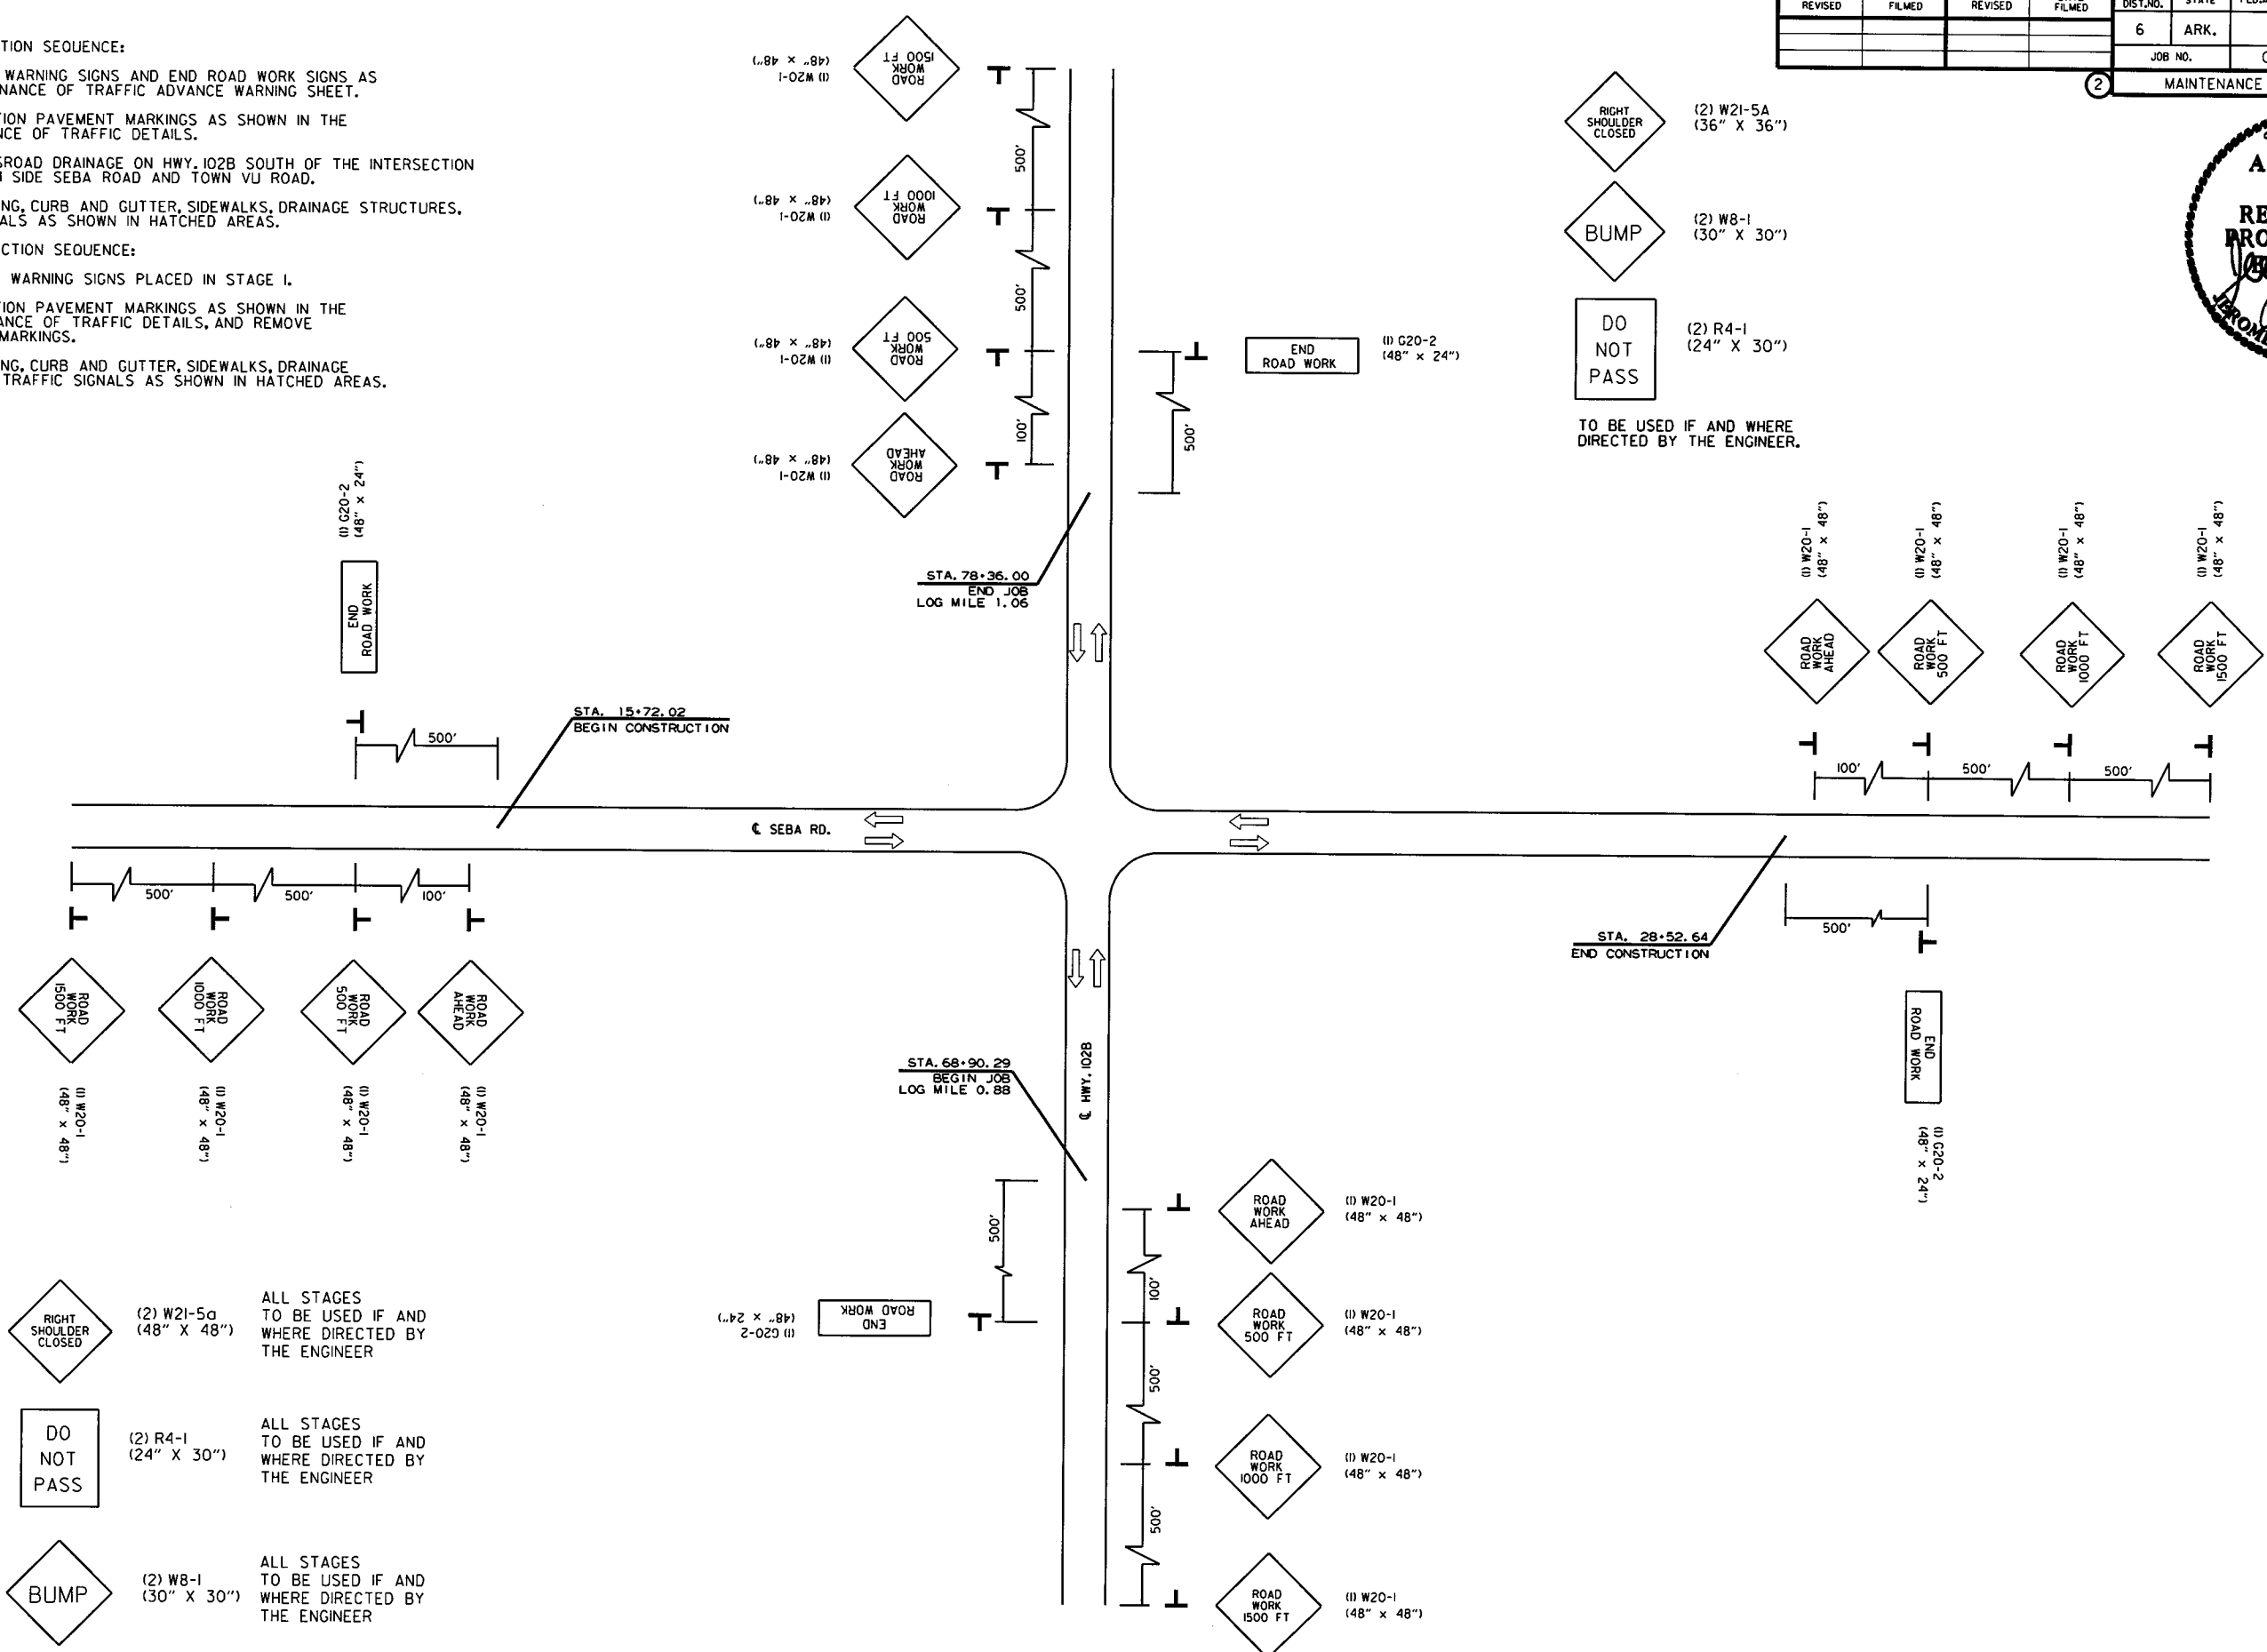 TION SEQUENCE:
WARNING SIGNS AND END ROAD WORK SIGNS AS
NANCE OF TRAFFIC ADVANCE WARNING SHEET.
TION PAVEMENT MARKINGS AS SHOWN IN THE
NCE OF TRAFFIC DETAILS.
SROAD DRAINAGE ON HWY. 102B SOUTH OF THE INTERSECTION
SIDE SEBA ROAD AND TOWN VU ROAD.
NG, CURB AND GUTTER, SIDEWALKS, DRAINAGE STRUCTURES,
ALS AS SHOWN IN HATCHED AREAS.
CTION SEQUENCE:
WARNING SIGNS PLACED IN STAGE 1.
TION PAVEMENT MARKINGS AS SHOWN IN THE
ANCE OF TRAFFIC DETAILS, AND REMOVE
MARKINGS.
NG, CURB AND GUTTER, SIDEWALKS, DRAINAGE
TRAFFIC SIGNALS AS SHOWN IN HATCHED AREAS.
REVISED
FILMED
REVISED
FILMED
DIST.NO.
STATE
6
ARK.
JOB NO.
2
MAINTENANCE
ROAD
WORK
1500 FT
(1) W20-1
(48" x 48")
500'
ROAD
WORK
1000 FT
(1) W20-1
(48" x 48")
500'
ROAD
WORK
500 FT
(1) W20-1
(48" x 48")
100'
ROAD
WORK
AHEAD
(1) W20-1
(48" x 48")
END
ROAD WORK
(1) G20-2
(48" x 24")
500'
RIGHT
SHOULDER
CLOSED
(2) W21-5A
(36" X 36")
BUMP
(2) W8-1
(30" X 30")
DO
NOT
PASS
(2) R4-1
(24" X 30")
TO BE USED IF AND WHERE
DIRECTED BY THE ENGINEER.
STA. 78+36.00
END JOB
LOG MILE 1.06
(1) G20-2
(48" x 24")
END
ROAD WORK
500'
STA. 15+72.02
BEGIN CONSTRUCTION
(1) W20-1
(48" x 48")
(1) W20-1
(48" x 48")
(1) W20-1
(48" x 48")
(1) W20-1
(48" x 48")
ROAD
WORK
AHEAD
ROAD
WORK
500 FT
ROAD
WORK
1000 FT
ROAD
WORK
1500 FT
100'
500'
500'
℄ SEBA RD.
500'
500'
100'
ROAD
WORK
1500 FT
ROAD
WORK
1000 FT
ROAD
WORK
500 FT
ROAD
WORK
AHEAD
(1) W20-1
(48" x 48")
(1) W20-1
(48" x 48")
(1) W20-1
(48" x 48")
(1) W20-1
(48" x 48")
STA. 28+52.64
END CONSTRUCTION
500'
END
ROAD WORK
(1) G20-2
(48" x 24")
STA. 68+90.29
BEGIN JOB
LOG MILE 0.88
℄ HWY. 102B
500'
END
ROAD WORK
(1) G20-2
(48" x 24")
ROAD
WORK
AHEAD
(1) W20-1
(48" x 48")
100'
ROAD
WORK
500 FT
(1) W20-1
(48" x 48")
500'
ROAD
WORK
1000 FT
(1) W20-1
(48" x 48")
500'
ROAD
WORK
1500 FT
(1) W20-1
(48" x 48")
RIGHT
SHOULDER
CLOSED
(2) W21-5a
(48" X 48")
ALL STAGES
TO BE USED IF AND
WHERE DIRECTED BY
THE ENGINEER
DO
NOT
PASS
(2) R4-1
(24" X 30")
ALL STAGES
TO BE USED IF AND
WHERE DIRECTED BY
THE ENGINEER
BUMP
(2) W8-1
(30" X 30")
ALL STAGES
TO BE USED IF AND
WHERE DIRECTED BY
THE ENGINEER